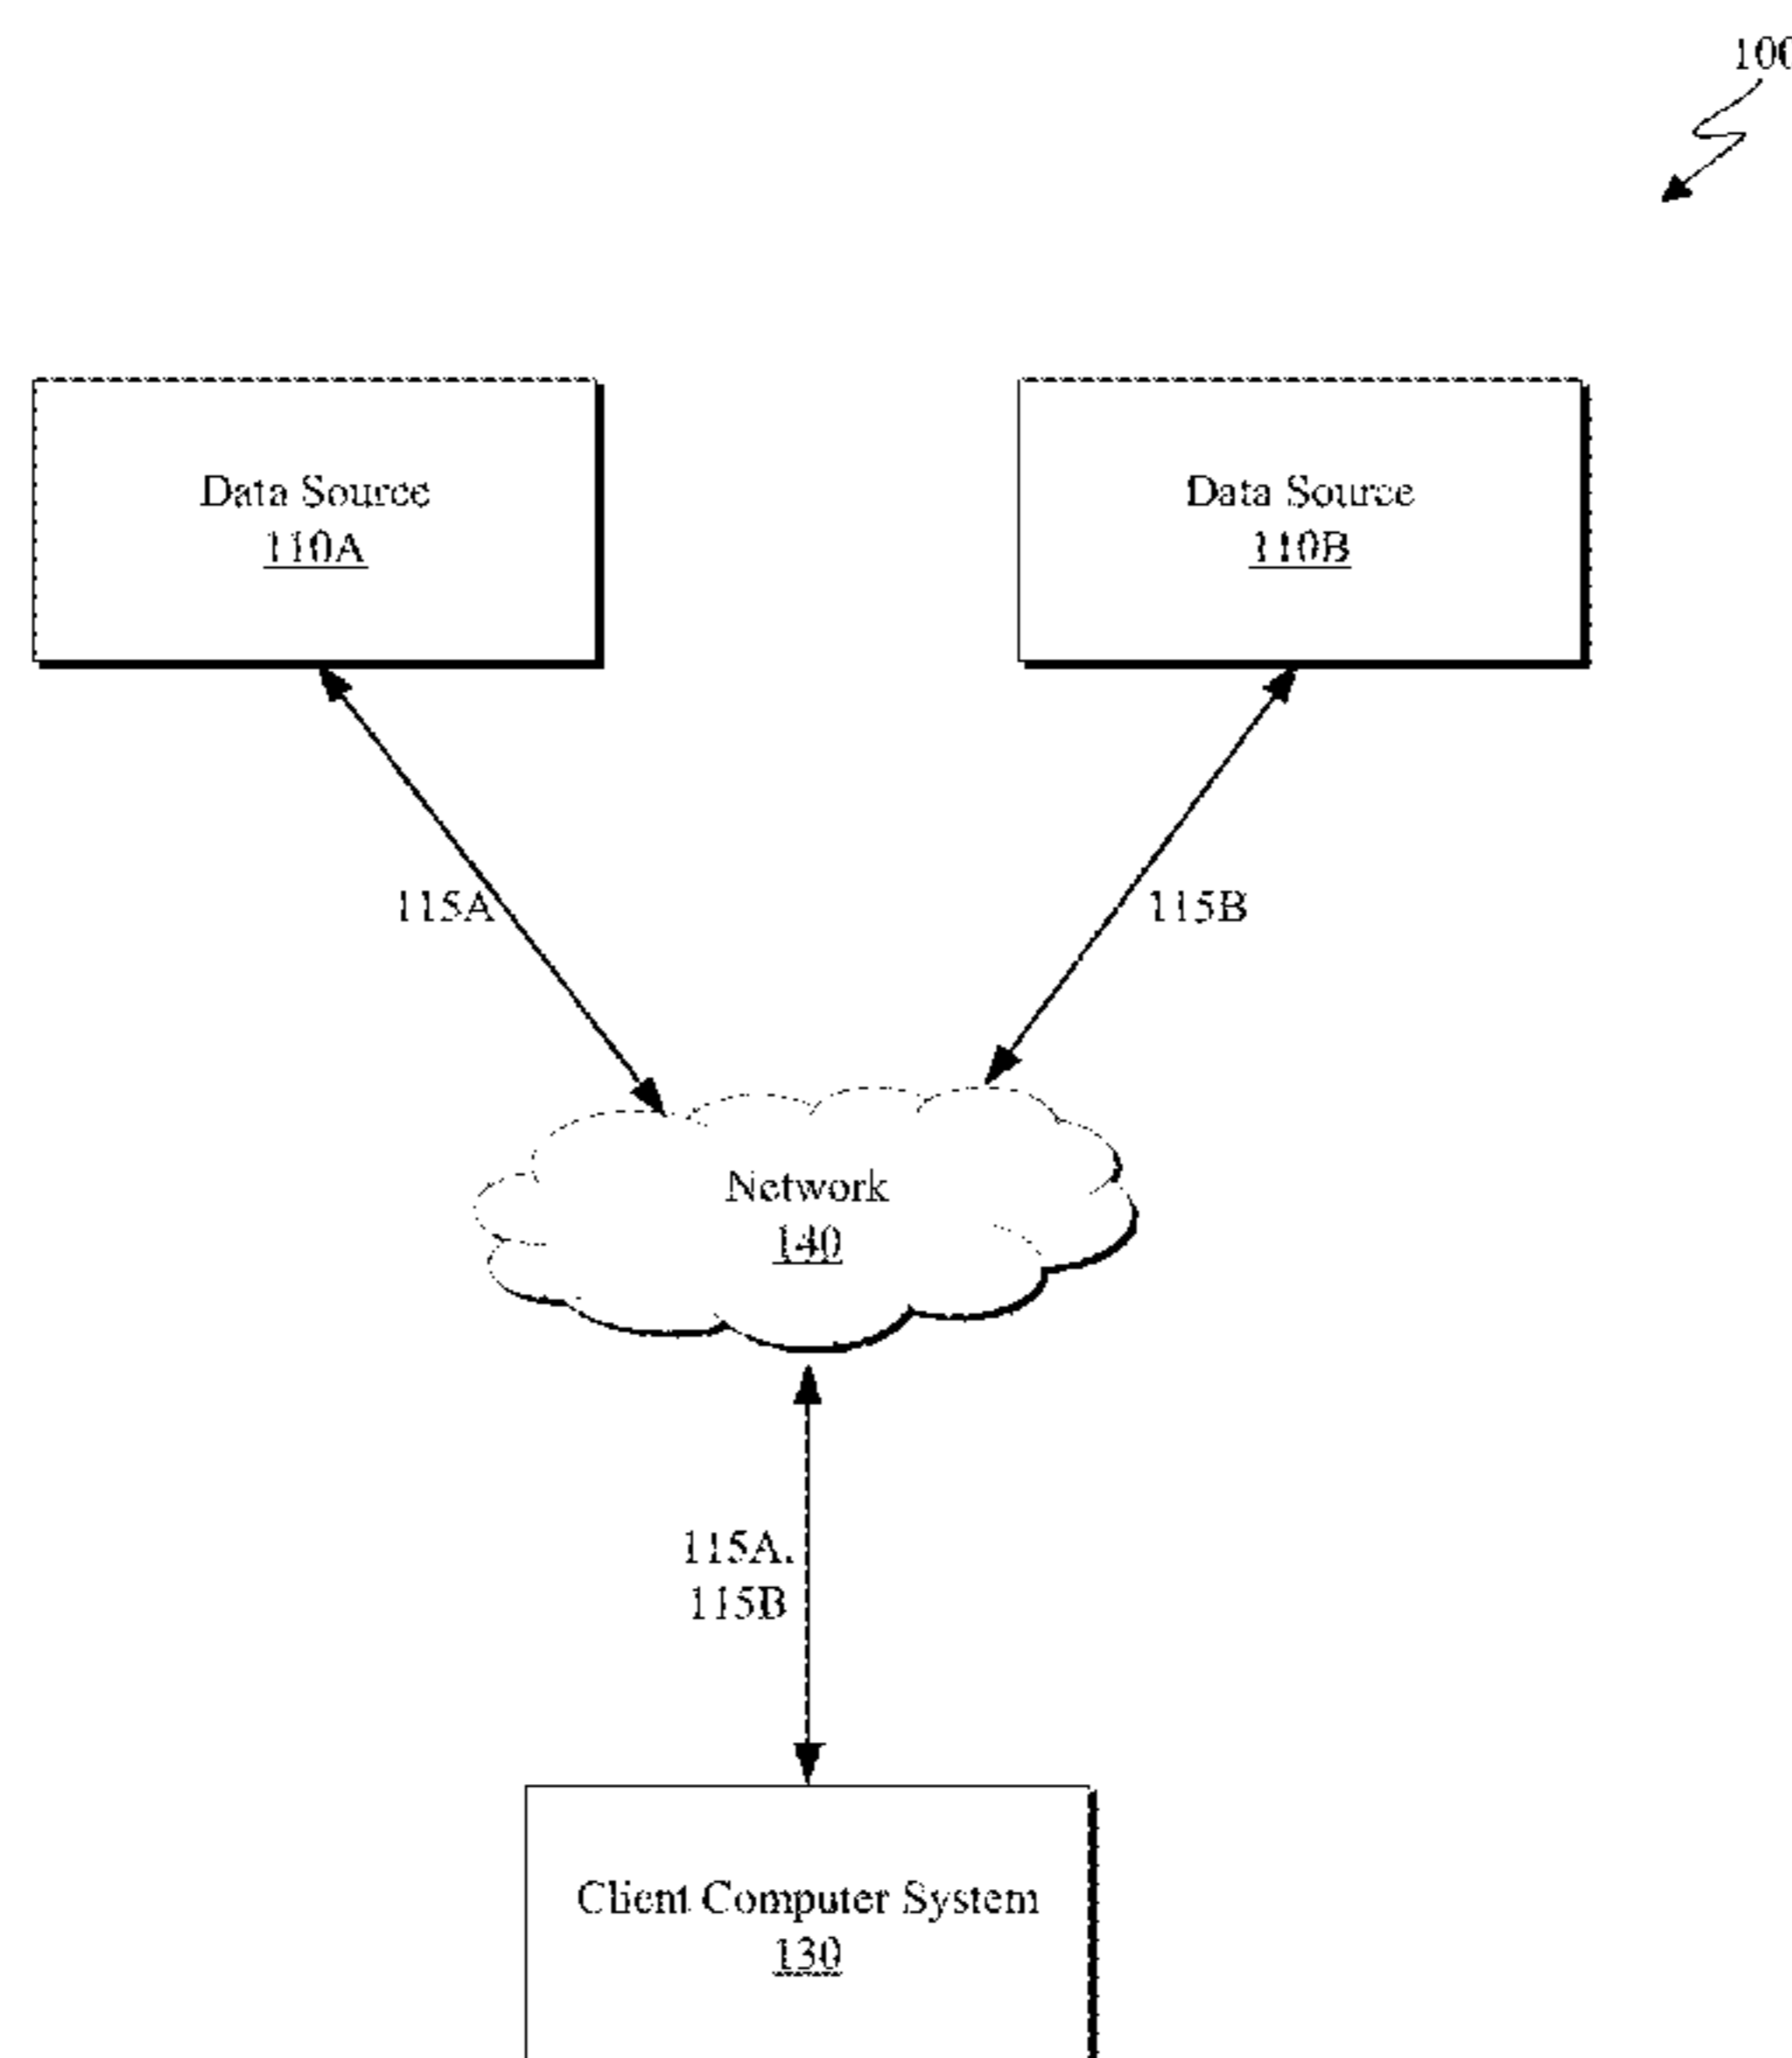 100
Data Source
110A
Data Source
110B
115A
115B
Network
140
115A,
115B
Client Computer System
130